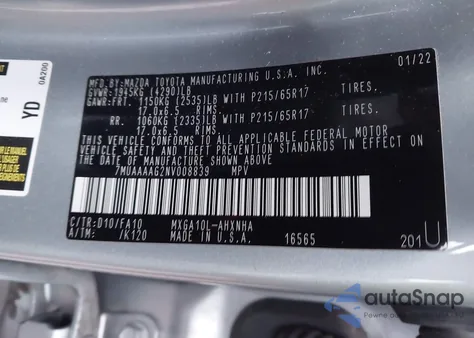 MFD.BY:MAZDA TOYOTA MANUFACTURING U.S.A. INC. 01/22
GVWR:1945KG (4290)LB
GAWR:FRT. 1150KG (2535)LB WITH P215/65R17 TIRES.
17.0x6.5 RIMS.
RR. 1060KG (2335)LB WITH P215/65R17 TIRES.
17.0x6.5 RIMS.
THIS VEHICLE CONFORMS TO ALL APPLICABLE FEDERAL MOTOR
VEHICLE SAFETY AND THEFT PREVENTION STANDARDS IN EFFECT
ON THE DATE OF MANUFACTURE SHOWN ABOVE.
7MUAAAAG2NV008839 MPV
C/TR:D10/FA10 MXGA10L-AHXNHA
A/TM: /K120 MADE IN U.S.A. 16565 201U
0A200
YD
autoSnap